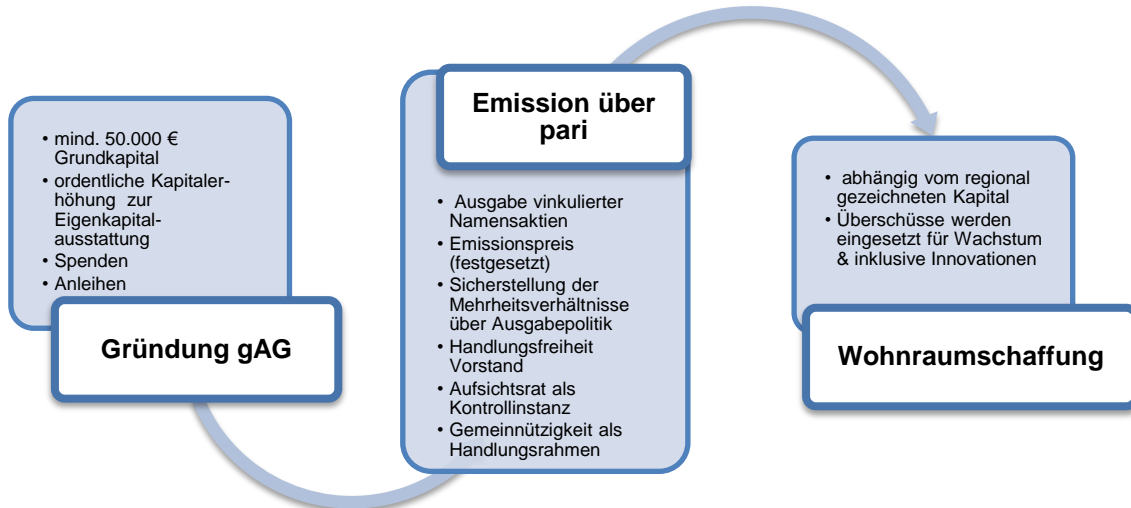 • mind. 50.000 €
Grundkapital
• ordentliche Kapitaler-
höhung zur
Eigenkapital-
ausstattung
• Spenden
• Anleihen
Gründung gAG
Emission über
pari
• Ausgabe vinkulierter
Namensaktien
• Emissionspreis
(festgesetzt)
• Sicherstellung der
Mehrheitsverhältnisse
über Ausgabepolitik
• Handlungsfreiheit
Vorstand
• Aufsichtsrat als
Kontrollinstanz
• Gemeinnützigkeit als
Handlungsrahmen
• abhängig vom regional
gezeichneten Kapital
• Überschüsse werden
eingesetzt für Wachstum
& inklusive Innovationen
Wohnraumschaffung